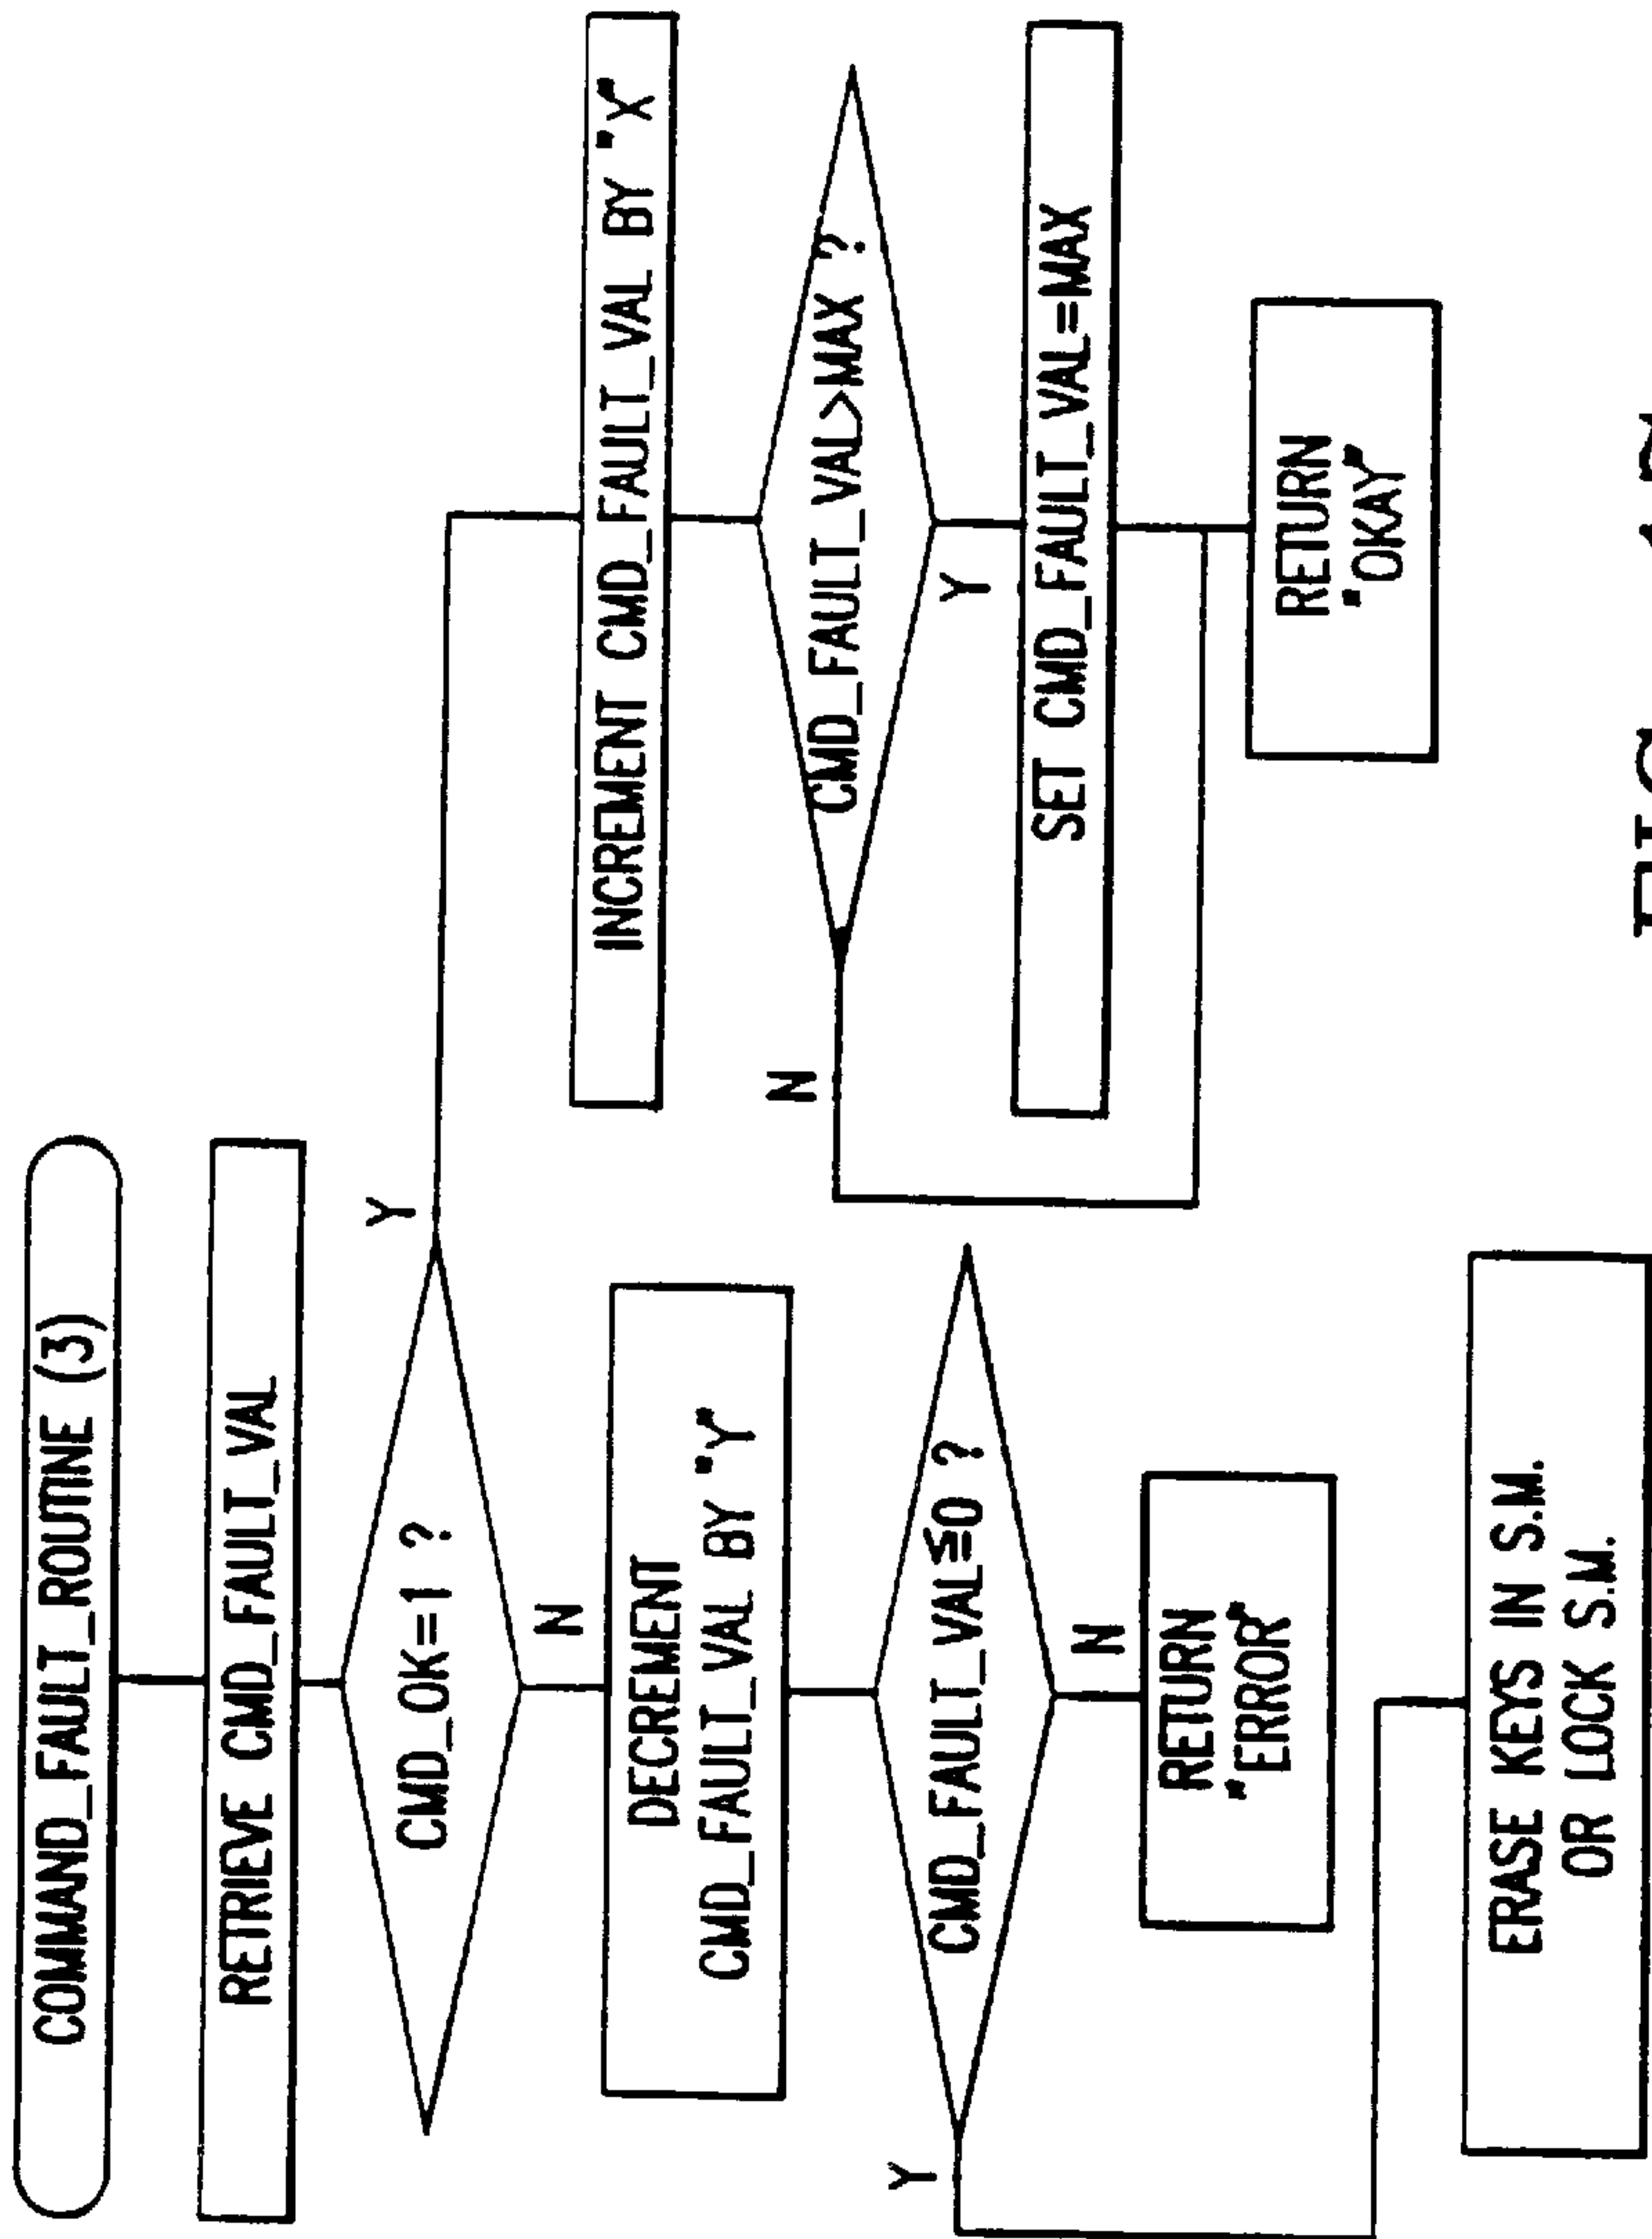 COMMAND_FAULT_ROUTINE (3)
RETRIEVE CMD_FAULT_VAL
CMD_OK=1 ?
Y
N
DECREMENT
CMD_FAULT_VAL BY "Y"
CMD_FAULT_VAL≦0 ?
Y
N
RETURN
"ERROR"
ERASE KEYS IN S.M.
OR LOCK S.M.
INCREMENT CMD_FAULT_VAL BY "X"
CMD_FAULT_VAL>MAX ?
N
Y
SET CMD_FAULT_VAL=MAX
RETURN
"OKAY"